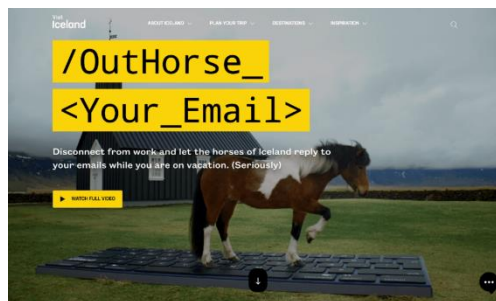 Visit
Iceland
ABOUT ICELAND
PLAN YOUR TRIP
DESTINATIONS
INSPIRATION
/OutHorse_
<Your_Email>
Disconnect from work and let the horses of Iceland reply to
your emails while you are on vacation. (Seriously)
WATCH FULL VIDEO